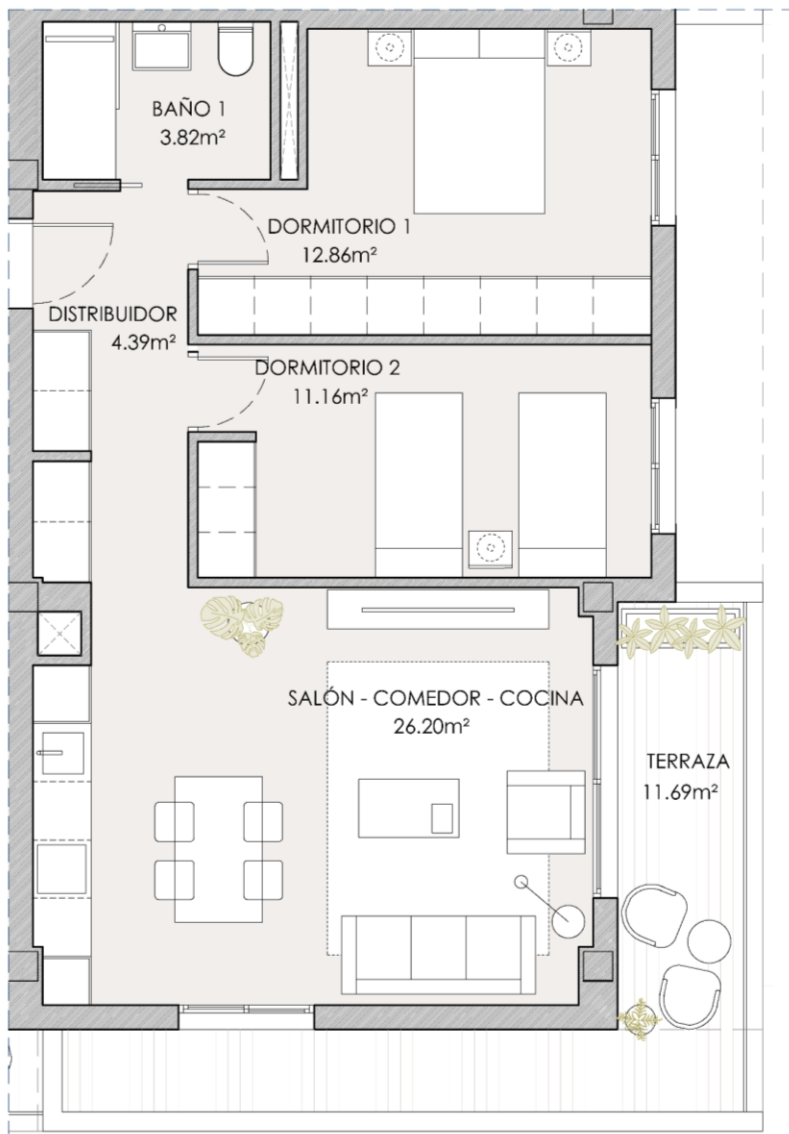 BAÑO 1
3.82m²
DORMITORIO 1
12.86m²
DISTRIBUIDOR
4.39m²
DORMITORIO 2
11.16m²
SALÓN - COMEDOR - COCINA
26.20m²
TERRAZA
11.69m²